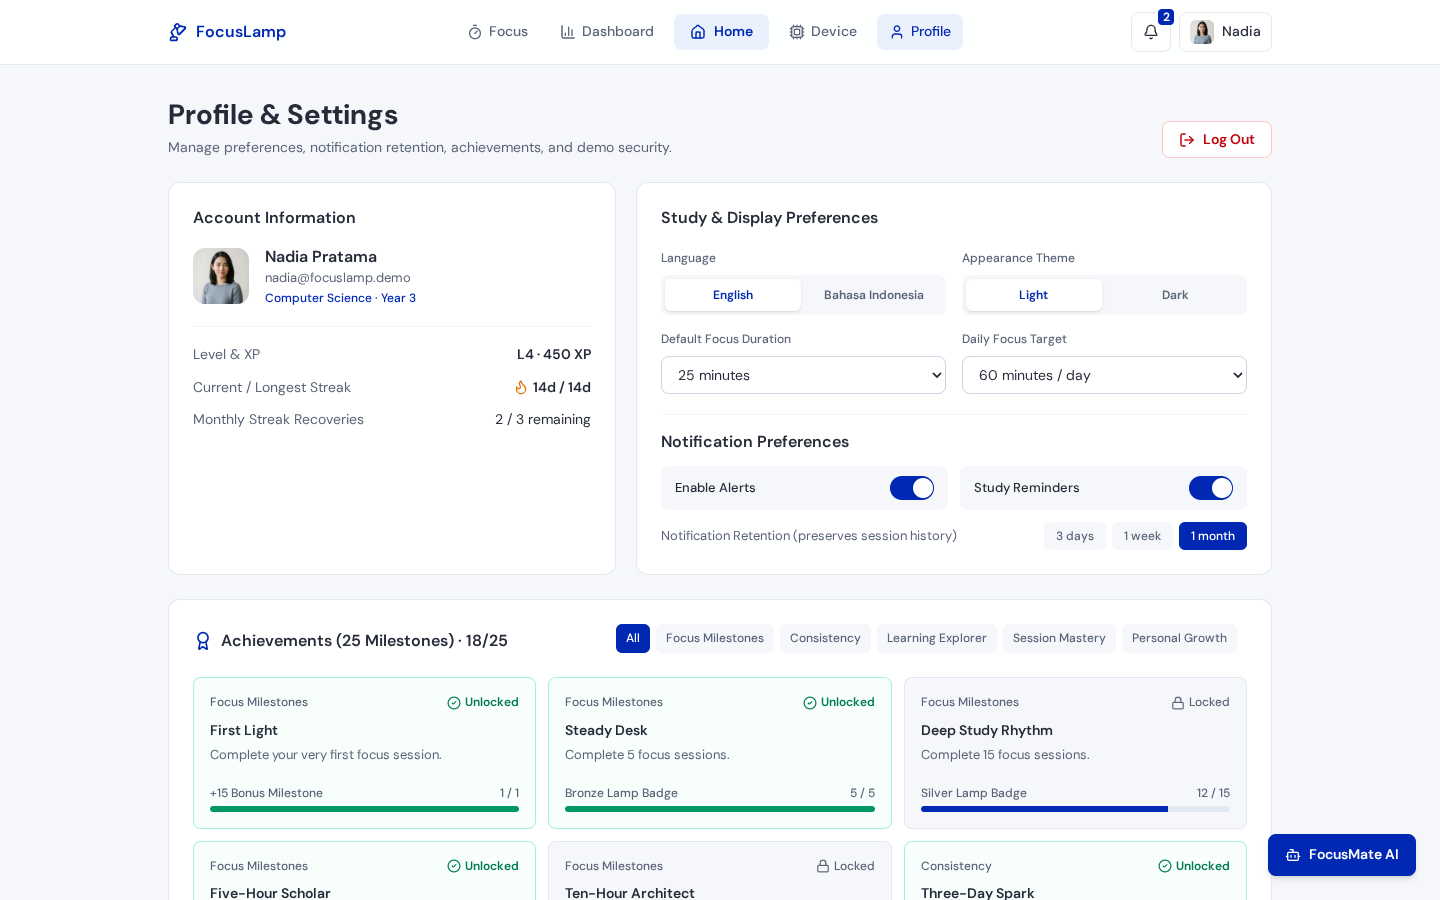 FocusLamp
Focus
Dashboard
Home
Device
Profile
2
Nadia
Profile & Settings
Manage preferences, notification retention, achievements, and demo security.
Log Out
Account Information
Nadia Pratama
nadia@focuslamp.demo
Computer Science · Year 3
Level & XP
L4 · 450 XP
Current / Longest Streak
14d / 14d
Monthly Streak Recoveries
2 / 3 remaining
Study & Display Preferences
Language
Appearance Theme
English
Bahasa Indonesia
Light
Dark
Default Focus Duration
Daily Focus Target
25 minutes
60 minutes / day
Notification Preferences
Enable Alerts
Study Reminders
Notification Retention (preserves session history)
3 days
1 week
1 month
Achievements (25 Milestones) · 18/25
All
Focus Milestones
Consistency
Learning Explorer
Session Mastery
Personal Growth
Focus Milestones
Unlocked
First Light
Complete your very first focus session.
+15 Bonus Milestone
1 / 1
Focus Milestones
Unlocked
Steady Desk
Complete 5 focus sessions.
Bronze Lamp Badge
5 / 5
Focus Milestones
Locked
Deep Study Rhythm
Complete 15 focus sessions.
Silver Lamp Badge
12 / 15
Focus Milestones
Unlocked
Five-Hour Scholar
Focus Milestones
Locked
Ten-Hour Architect
Consistency
Unlocked
Three-Day Spark
FocusMate AI